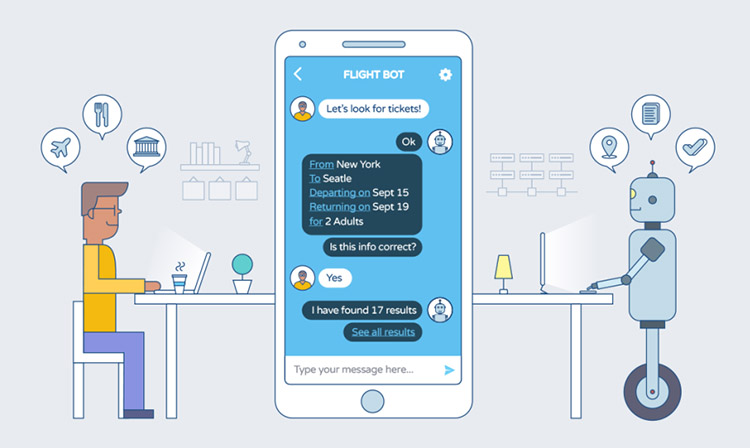 FLIGHT BOT
Let's look for tickets!
Ok
From New York
To Seatle
Departing on Sept 15
Returning on Sept 19
for 2 Adults
Is this info correct?
Yes
I have found 17 results
See all results
Type your message here...